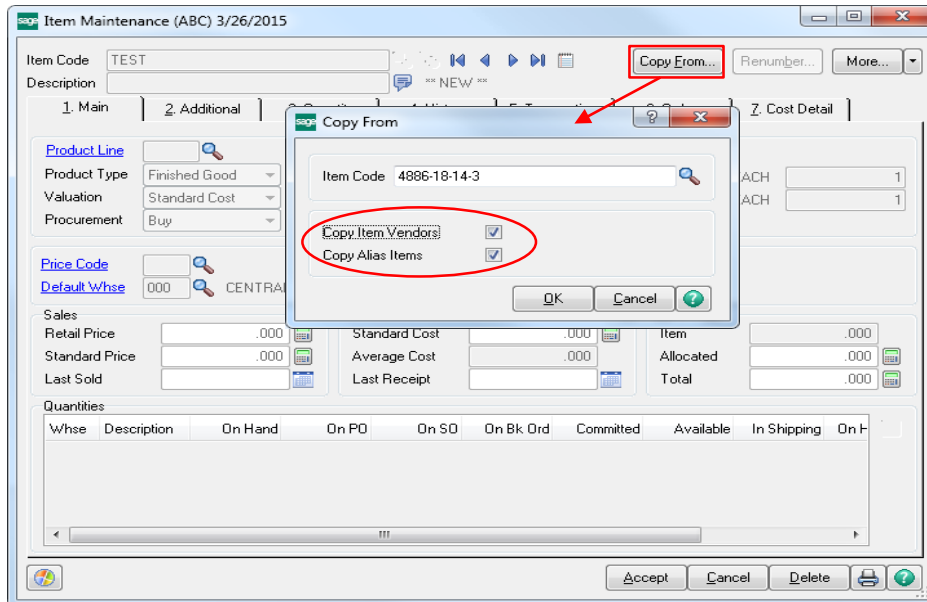 sage Item Maintenance (ABC) 3/26/2015
Item Code TEST Copy From... Renumber... More...
Description ** NEW **
1. Main 2. Additional 7. Cost Detail
sage Copy From
Product Line
Product Type Finished Good Item Code 4886-18-14-3 ACH 1
Valuation Standard Cost ACH 1
Procurement Buy
Copy Item Vendors
Copy Alias Items
Price Code
Default Whse 000 CENTRA
OK Cancel
Sales
Retail Price .000 Standard Cost .000 Item .000
Standard Price .000 Average Cost .000 Allocated .000
Last Sold Last Receipt Total .000
Quantities
Whse Description On Hand On PO On SO On Bk Ord Committed Available In Shipping On H
Accept Cancel Delete